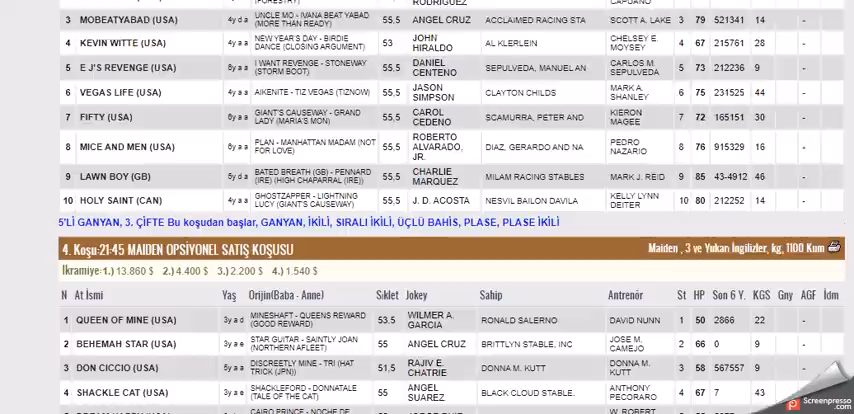 RODRIGUEZ
3 MOBEATYABAD (USA) 4y d a UNCLE MO - IVANA BEAT YABAD (MORE THAN READY) 55,5 ANGEL CRUZ ACCLAIMED RACING STA SCOTT A. LAKE 3 79 521341 14 -
4 KEVIN WITTE (USA) 4y a a NEW YEAR'S DAY - BIRDIE DANCE (CLOSING ARGUMENT) 53 JOHN HIRALDO AL KLERLEIN CHELSEY E. MOYSEY 4 67 215761 28 -
5 E J'S REVENGE (USA) 8y a a I WANT REVENGE - STONEWAY (STORM BOOT) 55,5 DANIEL CENTENO SEPULVEDA, MANUEL AN CARLOS M. SEPULVEDA 5 73 212236 9 -
6 VEGAS LIFE (USA) 4y a a AIKENITE - TIZ VEGAS (TIZNOW) 55,5 JASON SIMPSON CLAYTON CHILDS MARK A. SHANLEY 6 75 231525 44 -
7 FIFTY (USA) GIANT'S CAUSEWAY - GRAND LADY (MARIA'S MON) 55,5 CAROL CEDENO SCAMURRA, PETER AND KIERON MAGEE 7 72 165151 30 -
8 MICE AND MEN (USA) PLAN - MANHATTAN MADAM (NOT FOR LOVE) 55,5 ROBERTO ALVARADO, JR. DIAZ, GERARDO AND NA PEDRO NAZARIO 8 76 915329 16 -
9 LAWN BOY (GB) BATED BREATH (GB) - PENNARD (IRE) (HIGH CHAPARRAL (IRE)) 55,5 CHARLIE MARQUEZ MILAM RACING STABLES MARK J. REID 9 85 43-4912 46 -
10 HOLY SAINT (CAN) 4y a a GHOSTZAPPER - LIGHTNING LUCY (GIANT'S CAUSEWAY) 55,5 J. D. ACOSTA NESVIL BAILON DAVILA KELLY LYNN DEITER 10 80 212252 14 -
5'Lİ GANYAN, 3. ÇİFTE Bu koşudan başlar, GANYAN, İKİLİ, SIRALI İKİLİ, ÜÇLÜ BAHİS, PLASE, PLASE İKİLİ
4. Koşu:21:45 MAIDEN OPSİYONEL SATIŞ KOŞUSU Maiden , 3 ve Yukarı İngilizler, kg, 1100 Kum
İkramiye: 1.) 13.860 $ 2.) 4.400 $ 3.) 2.200 $ 4.) 1.540 $
N At İsmi Yaş Orijin(Baba - Anne) Sıklet Jokey Sahip Antrenör St HP Son 6 Y. KGS Gny AGF İdm
1 QUEEN OF MINE (USA) 3y a d MINESHAFT - QUEENS REWARD (GOOD REWARD) 53.5 WILMER A. GARCIA RONALD SALERNO DAVID NUNN 1 50 2866 22 -
2 BEHEMAH STAR (USA) 3y a e STAR GUITAR - SAINTLY JOAN (NORTHERN AFLEET) 55 ANGEL CRUZ BRITTLYN STABLE, INC JOSE M. CAMEJO 2 66 0 9 -
3 DON CICCIO (USA) 3y a a DISCREETLY MINE - TRI (HAT TRICK (JPN)) 51,5 RAJIV E. CHATRIE DONNA M. KUTT DONNA M. KUTT 3 58 567557 9 -
4 SHACKLE CAT (USA) 3y a e SHACKLEFORD - DONNATALE (TALE OF THE CAT) 55 ANGEL SUAREZ BLACK CLOUD STABLE, ANTHONY PECORARO 4 67 7 43 -
CAIRO PRINCE - NOCHE DE W. ROBERT
Screenpresso.com